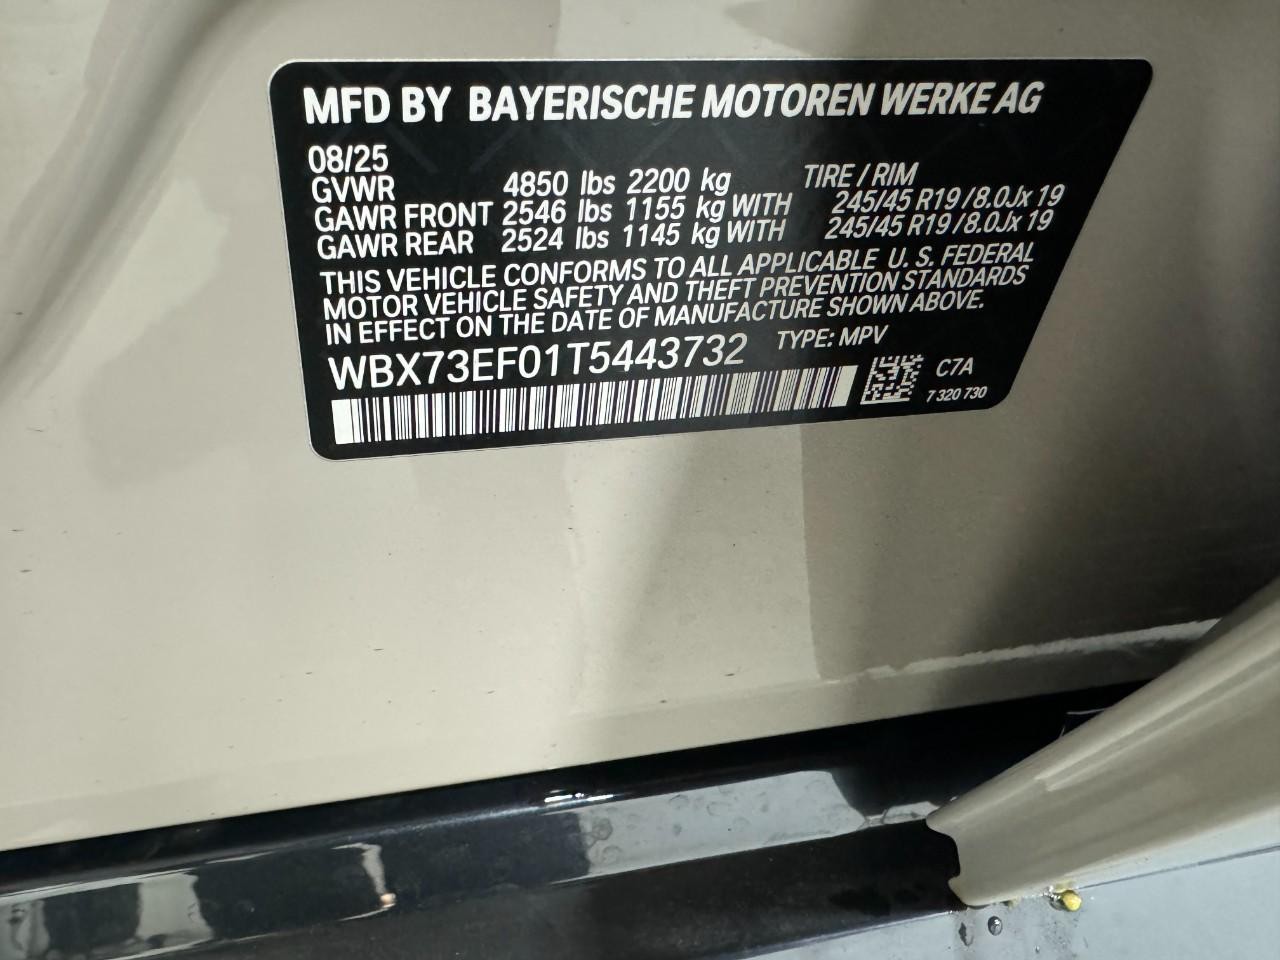 MFD BY BAYERISCHE MOTOREN WERKE AG
08/25
GVWR 4850 lbs 2200 kg TIRE / RIM
GAWR FRONT 2546 lbs 1155 kg WITH 245/45 R19 / 8.0Jx 19
GAWR REAR 2524 lbs 1145 kg WITH 245/45 R19 / 8.0Jx 19
THIS VEHICLE CONFORMS TO ALL APPLICABLE U. S. FEDERAL
MOTOR VEHICLE SAFETY AND THEFT PREVENTION STANDARDS
IN EFFECT ON THE DATE OF MANUFACTURE SHOWN ABOVE.
WBX73EF01T5443732 TYPE: MPV
C7A
7 320 730